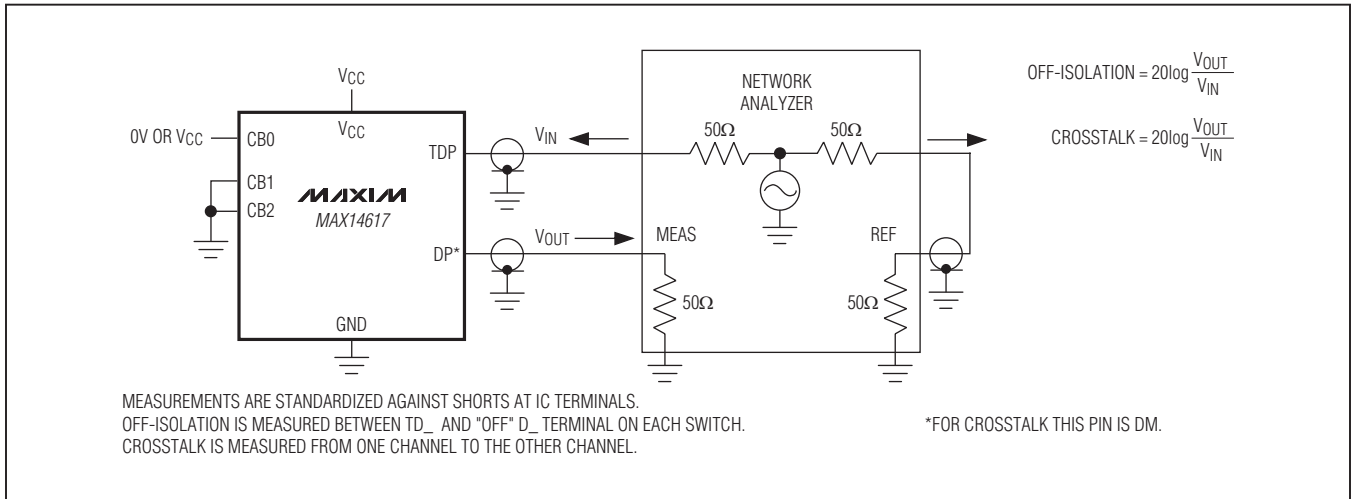 NETWORK
ANALYZER
OFF-ISOLATION = 20log VOUT
VIN
CROSSTALK = 20log VOUT
VIN
VCC
VCC
0V OR VCC
CB0
CB1
CB2
MAXIM
MAX14617
TDP
DP*
GND
VIN
VOUT
50Ω
50Ω
MEAS
REF
50Ω
50Ω
MEASUREMENTS ARE STANDARDIZED AGAINST SHORTS AT IC TERMINALS.
OFF-ISOLATION IS MEASURED BETWEEN TD_ AND "OFF" D_ TERMINAL ON EACH SWITCH.
CROSSTALK IS MEASURED FROM ONE CHANNEL TO THE OTHER CHANNEL.
*FOR CROSSTALK THIS PIN IS DM.